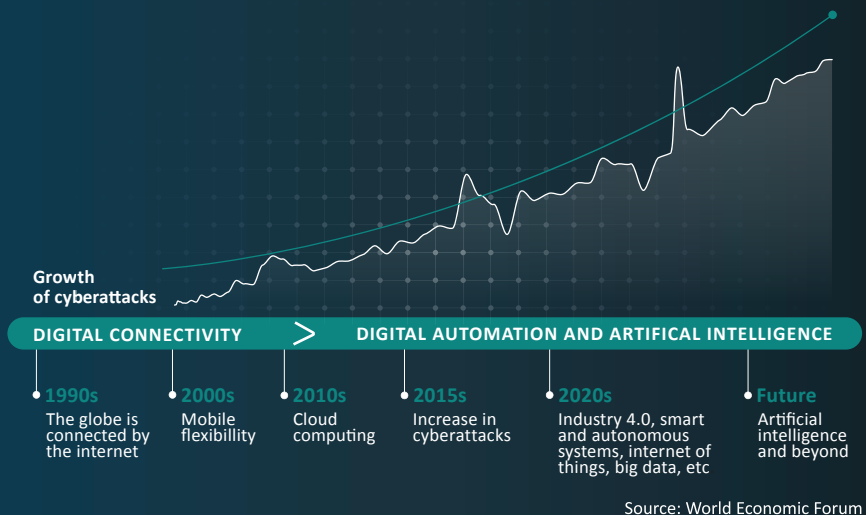 Growth
of cyberattacks
DIGITAL CONNECTIVITY > DIGITAL AUTOMATION AND ARTIFICAL INTELLIGENCE
1990s
The globe is
connected by
the internet
2000s
Mobile
flexibillity
2010s
Cloud
computing
2015s
Increase in
cyberattacks
2020s
Industry 4.0, smart
and autonomous
systems, internet of
things, big data, etc
Future
Artificial
intelligence
and beyond
Source: World Economic Forum